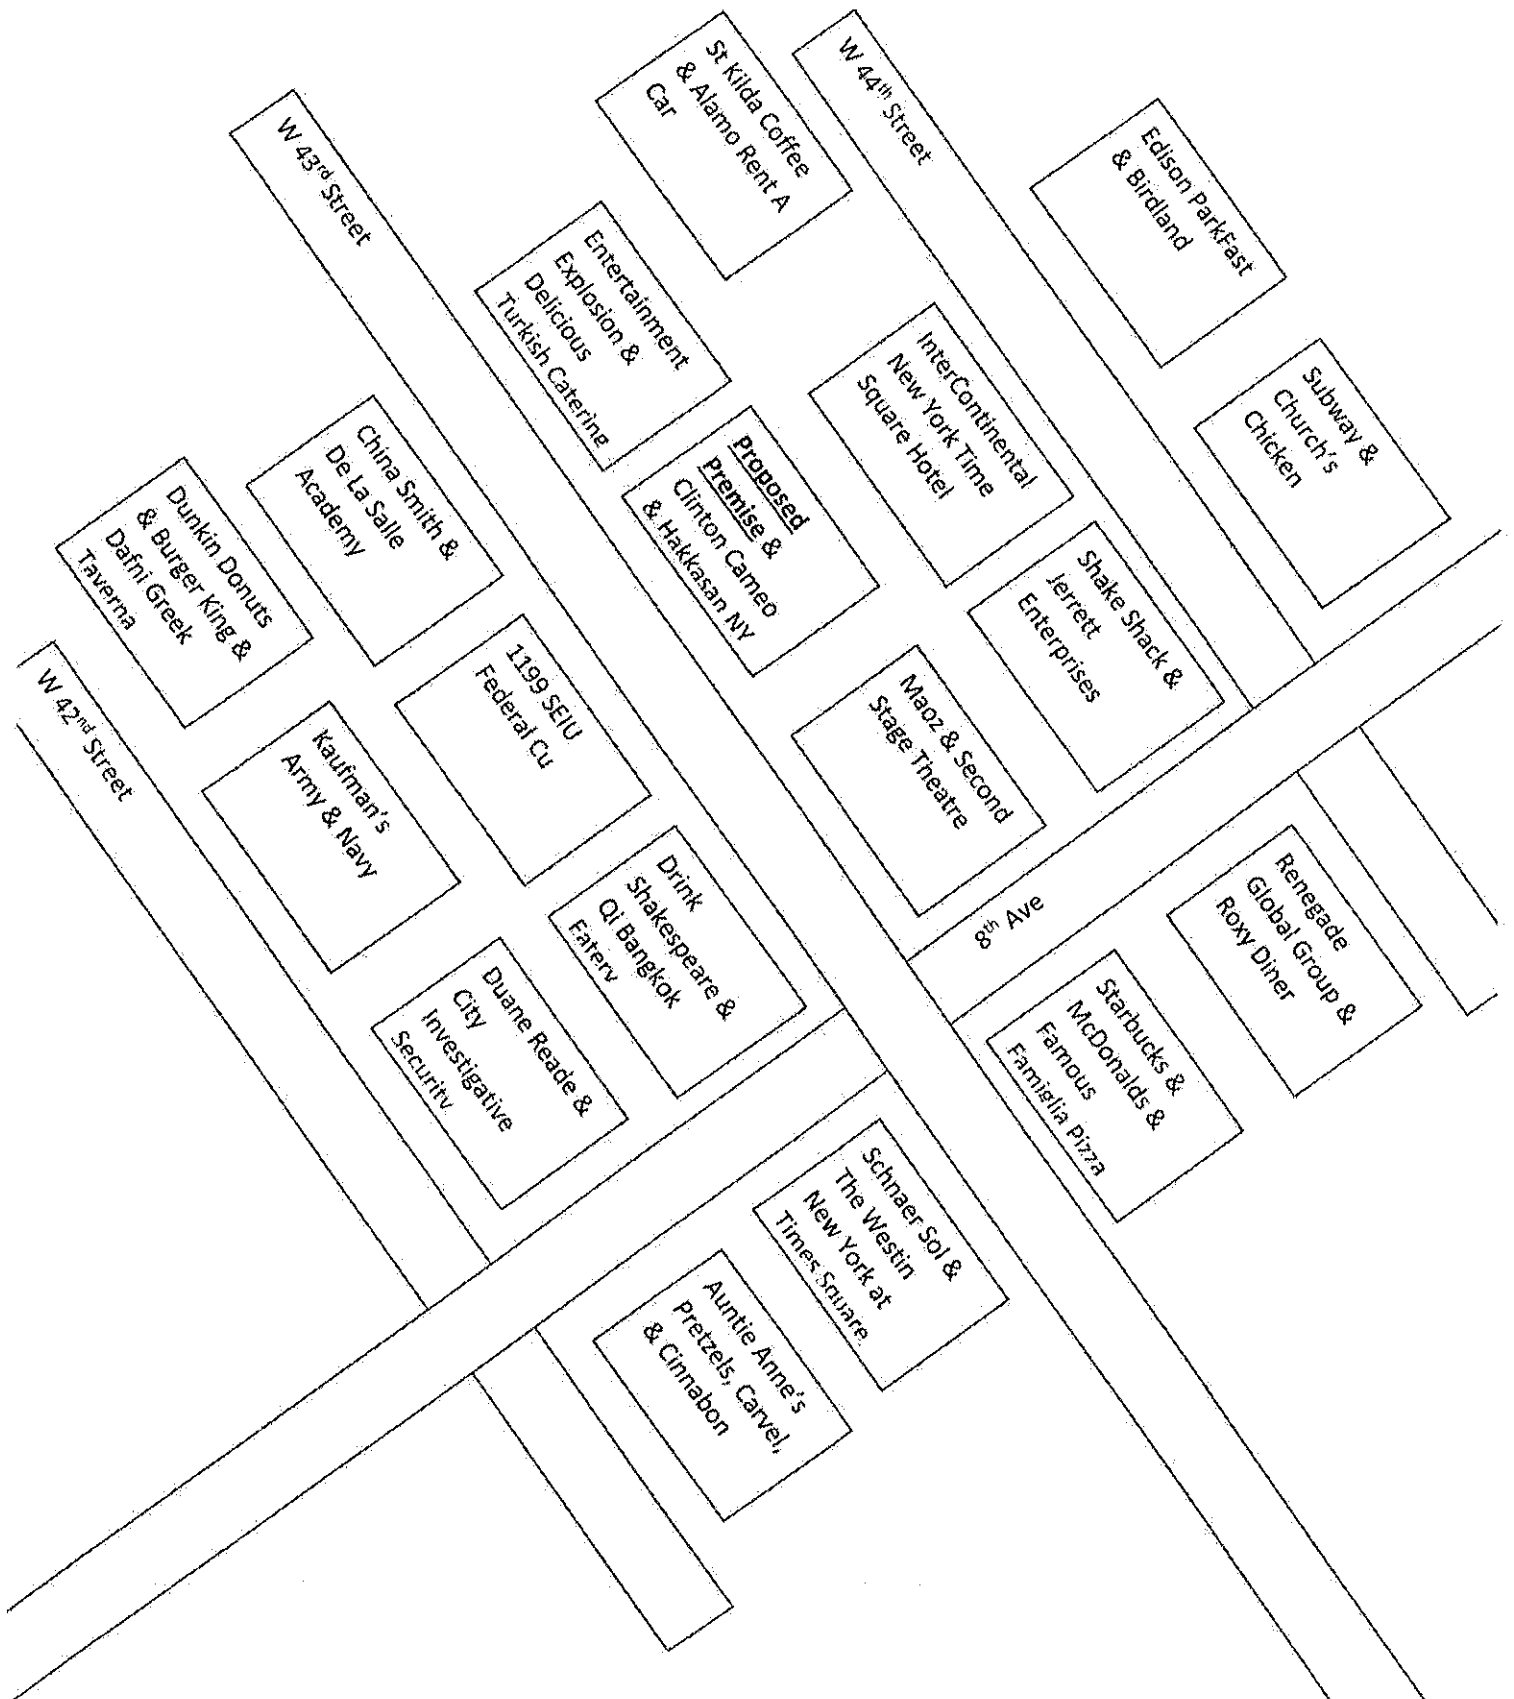 St Kilda Coffee
& Alamo Rent A
Car
W 44th Street
Edison ParkFast
& Birdland
W 43rd Street
Entertainment
Explosion &
Delicious
Turkish Catering
InterContinental
New York Time
Square Hotel
Subway &
Church's
Chicken
China Smith &
De La Salle
Academy
Proposed
Premise &
Clinton Cameo
& Hakkasan NY
Shake Shack &
Jerrett
Enterprises
Dunkin Donuts
& Burger King &
Dafni Greek
Taverna
1199 SEIU
Federal Cu
Maoz & Second
Stage Theatre
W 42nd Street
Kaufman's
Army & Navy
Drink
Shakespeare &
Qi Bangkok
Eatery
8th Ave
Renegade
Global Group &
Roxy Diner
Duane Reade &
City
Investigative
Security
Starbucks &
McDonalds &
Famous
Famiglia Pizza
Schnaer Sol &
The Westin
New York at
Times Square
Auntie Anne's
Pretzels, Carvel,
& Cinnabon